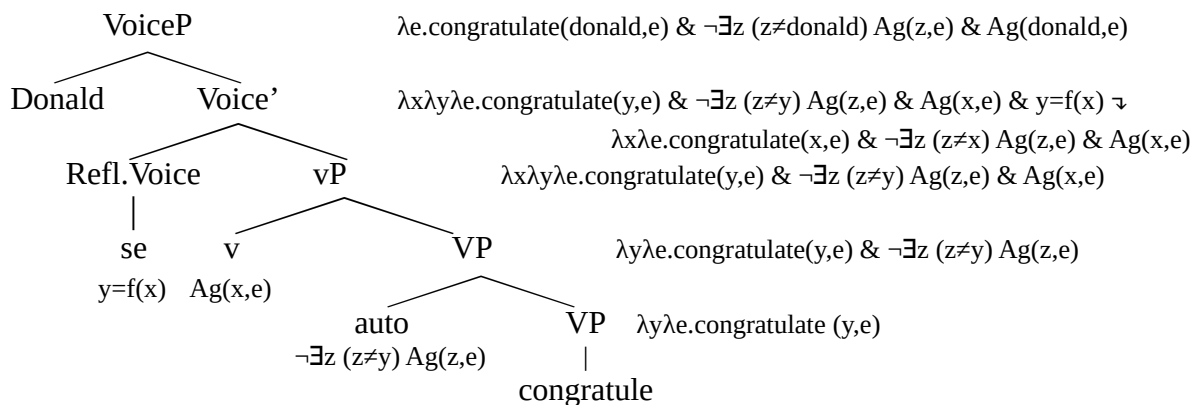 VoiceP λe.congratulate(donald,e) & ¬∃z (z≠donald) Ag(z,e) & Ag(donald,e)
Donald Voice’ λxλyλe.congratulate(y,e) & ¬∃z (z≠y) Ag(z,e) & Ag(x,e) & y=f(x) ↴
λxλe.congratulate(x,e) & ¬∃z (z≠x) Ag(z,e) & Ag(x,e)
Refl.Voice vP λxλyλe.congratulate(y,e) & ¬∃z (z≠y) Ag(z,e) & Ag(x,e)
se v VP λyλe.congratulate(y,e) & ¬∃z (z≠y) Ag(z,e)
y=f(x) Ag(x,e)
auto VP λyλe.congratulate (y,e)
¬∃z (z≠y) Ag(z,e)
congratule